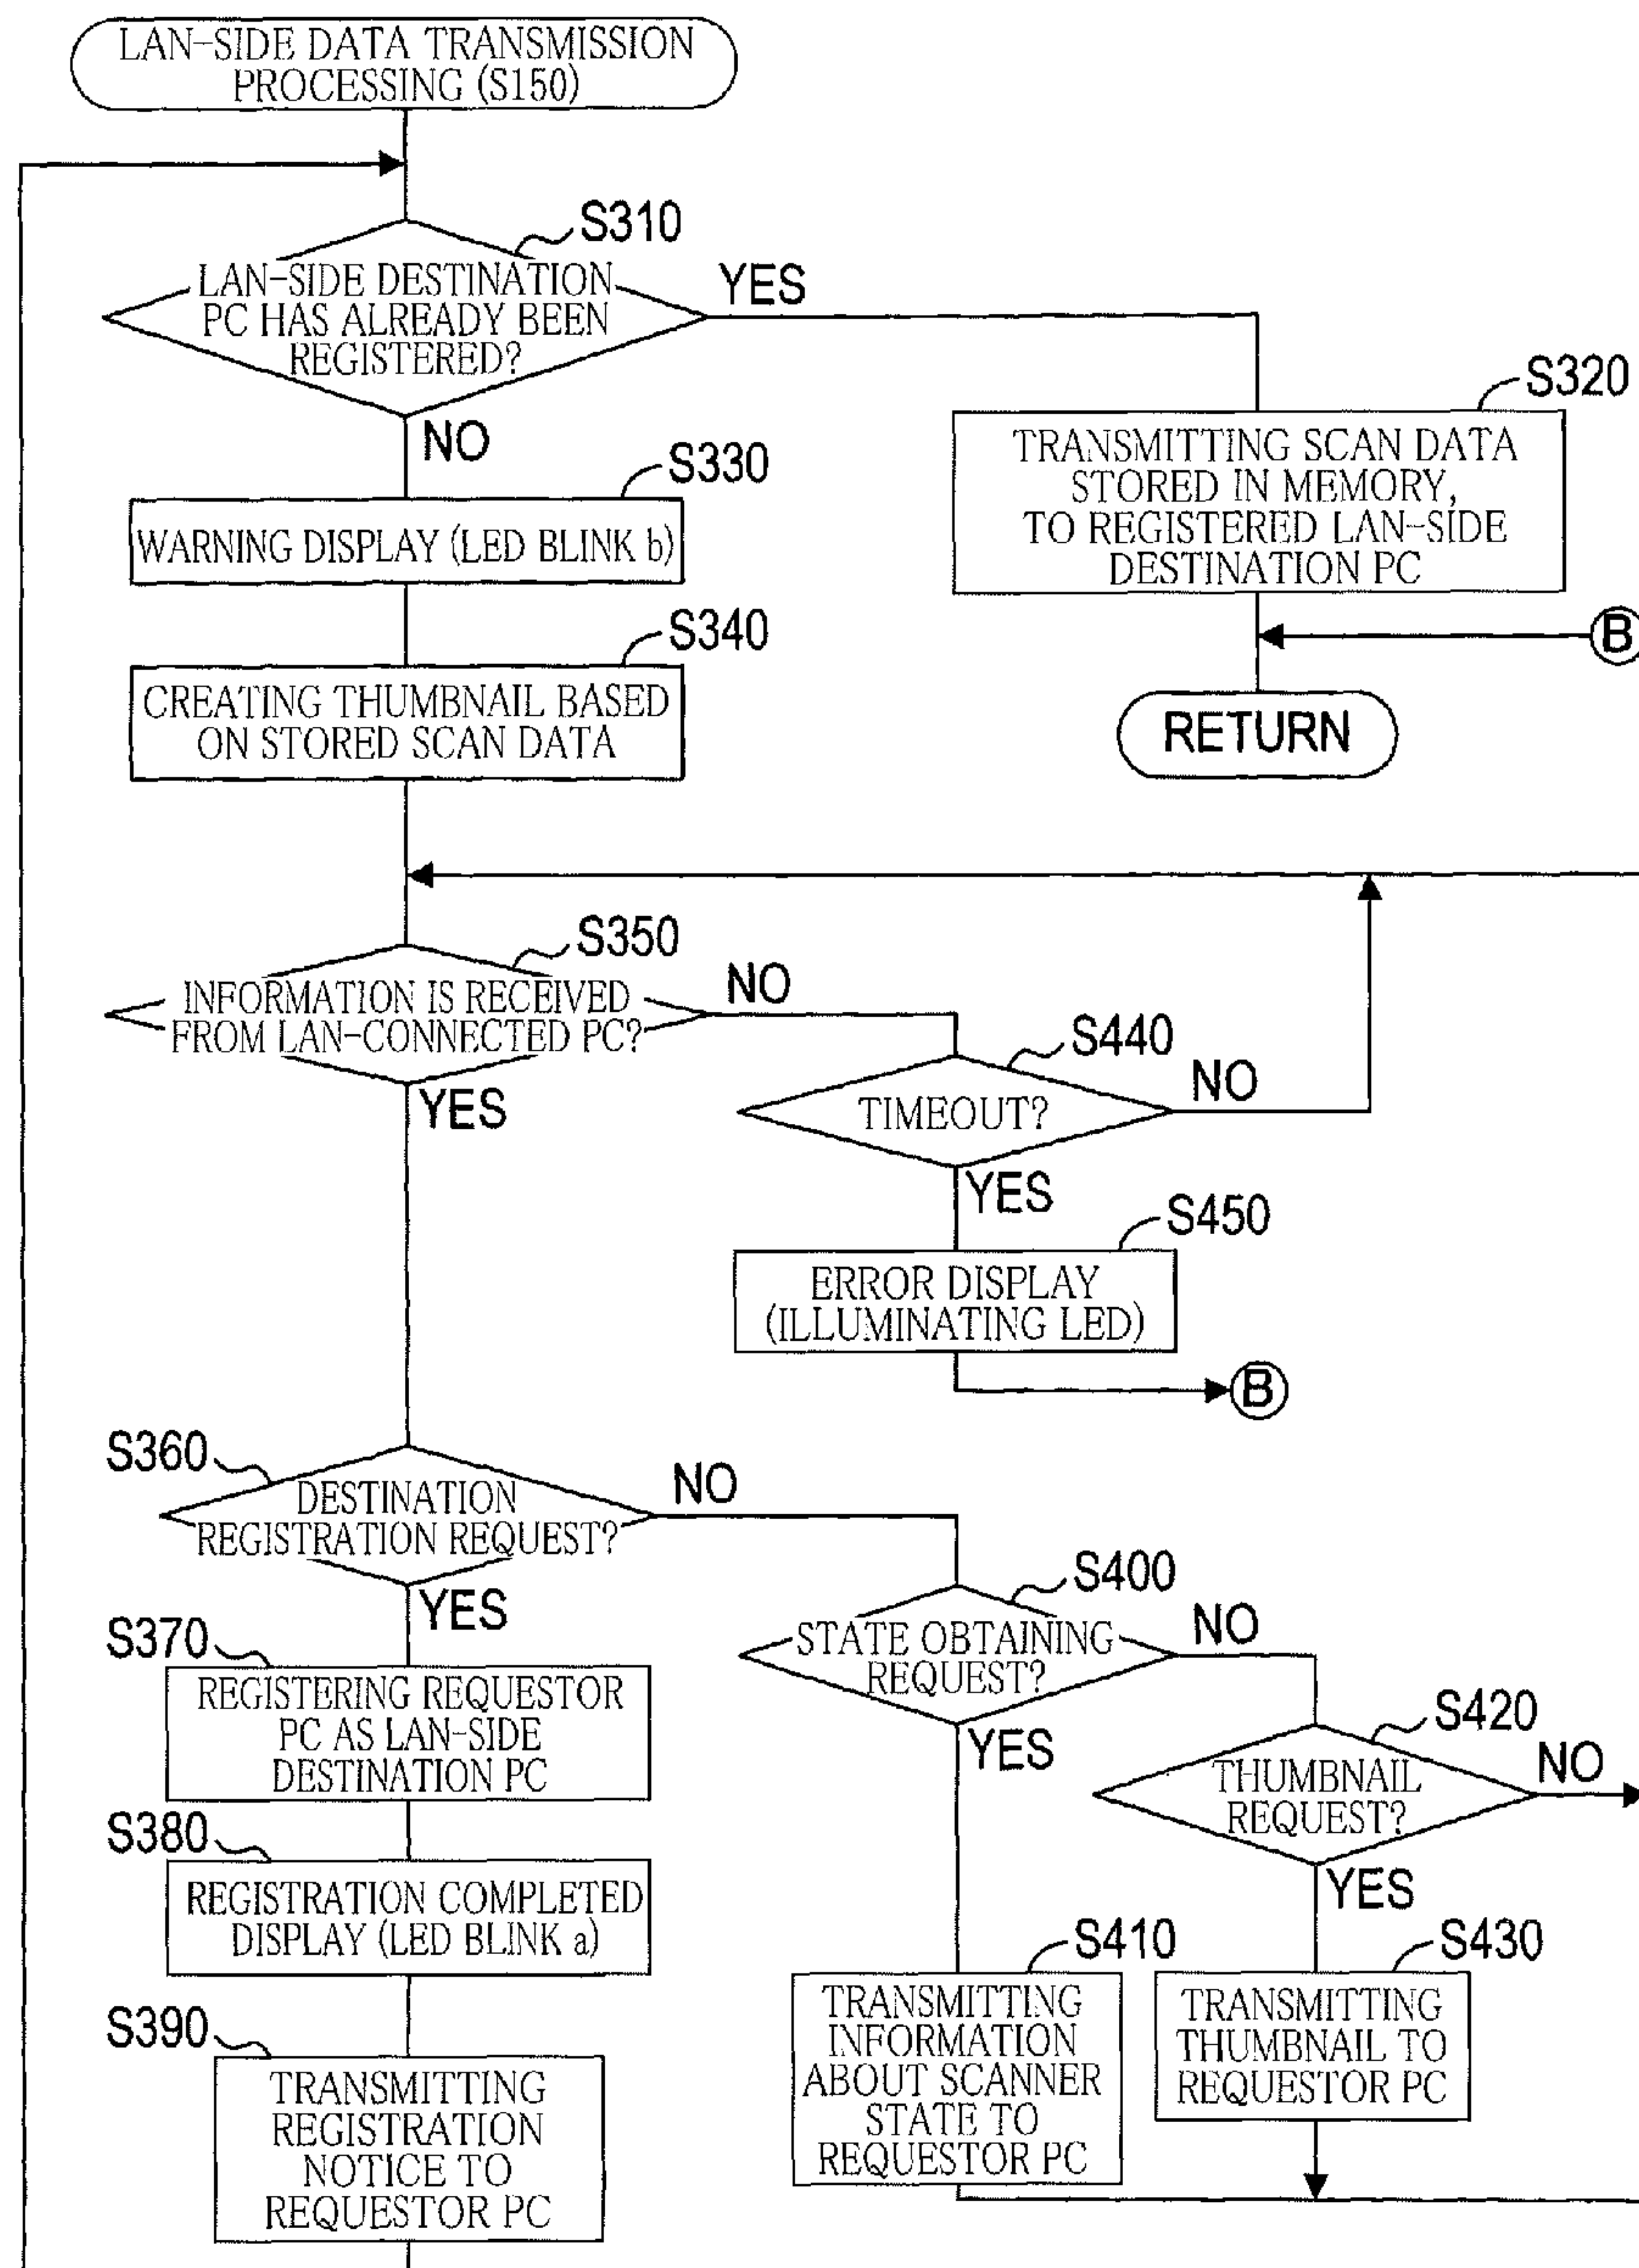 LAN-SIDE DATA TRANSMISSION
PROCESSING (S150)
S310
LAN-SIDE DESTINATION
PC HAS ALREADY BEEN
REGISTERED?
YES
NO
S320
TRANSMITTING SCAN DATA
STORED IN MEMORY,
TO REGISTERED LAN-SIDE
DESTINATION PC
B
RETURN
S330
WARNING DISPLAY (LED BLINK b)
S340
CREATING THUMBNAIL BASED
ON STORED SCAN DATA
S350
INFORMATION IS RECEIVED
FROM LAN-CONNECTED PC?
NO
YES
S440
TIMEOUT?
NO
YES
S450
ERROR DISPLAY
(ILLUMINATING LED)
B
S360
DESTINATION
REGISTRATION REQUEST?
NO
YES
S370
REGISTERING REQUESTOR
PC AS LAN-SIDE
DESTINATION PC
S380
REGISTRATION COMPLETED
DISPLAY (LED BLINK a)
S390
TRANSMITTING
REGISTRATION
NOTICE TO
REQUESTOR PC
S400
STATE OBTAINING
REQUEST?
NO
YES
S410
TRANSMITTING
INFORMATION
ABOUT SCANNER
STATE TO
REQUESTOR PC
S420
THUMBNAIL
REQUEST?
NO
YES
S430
TRANSMITTING
THUMBNAIL TO
REQUESTOR PC